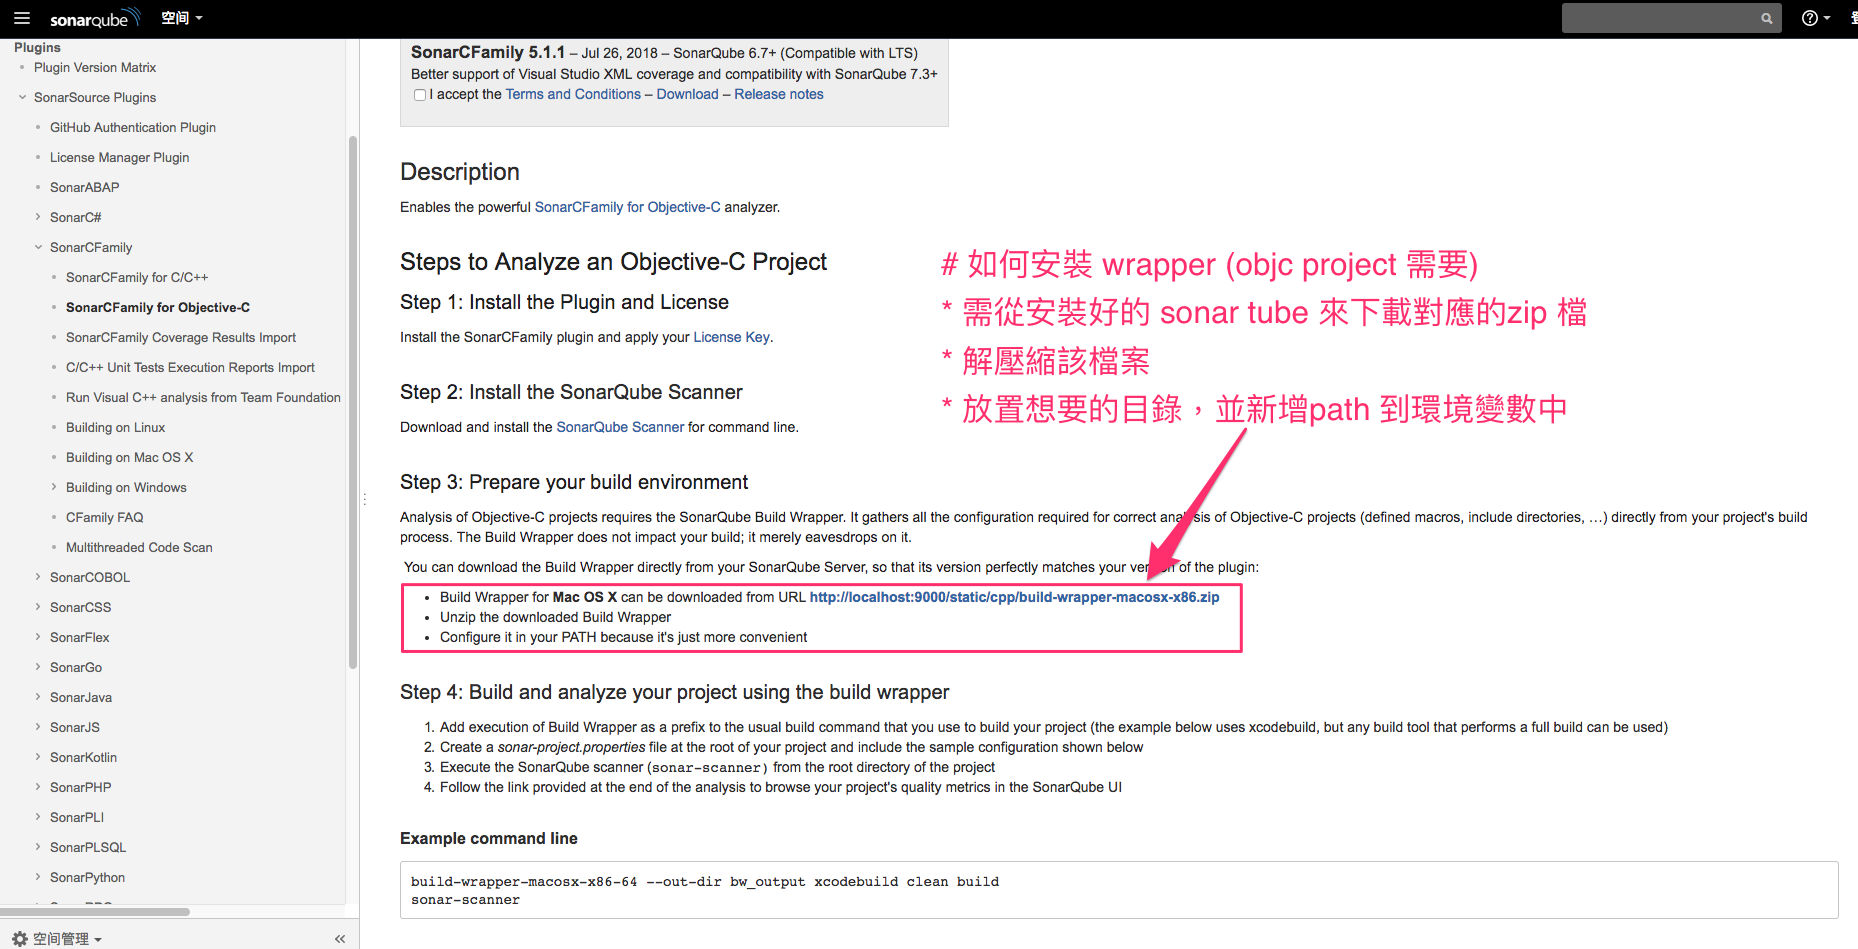 sonarqube 空间
Plugins
Plugin Version Matrix
SonarSource Plugins
GitHub Authentication Plugin
License Manager Plugin
SonarABAP
SonarC#
SonarCFamily
SonarCFamily for C/C++
SonarCFamily for Objective-C
SonarCFamily Coverage Results Import
C/C++ Unit Tests Execution Reports Import
Run Visual C++ analysis from Team Foundation
Building on Linux
Building on Mac OS X
Building on Windows
CFamily FAQ
Multithreaded Code Scan
SonarCOBOL
SonarCSS
SonarFlex
SonarGo
SonarJava
SonarJS
SonarKotlin
SonarPHP
SonarPLI
SonarPLSQL
SonarPython
空间管理
SonarCFamily 5.1.1 – Jul 26, 2018 – SonarQube 6.7+ (Compatible with LTS)
Better support of Visual Studio XML coverage and compatibility with SonarQube 7.3+
I accept the Terms and Conditions – Download – Release notes
Description
Enables the powerful SonarCFamily for Objective-C analyzer.
Steps to Analyze an Objective-C Project
Step 1: Install the Plugin and License
Install the SonarCFamily plugin and apply your License Key.
Step 2: Install the SonarQube Scanner
Download and install the SonarQube Scanner for command line.
# 如何安裝 wrapper (objc project 需要)
* 需從安裝好的 sonar tube 來下載對應的zip 檔
* 解壓縮該檔案
* 放置想要的目錄，並新增path 到環境變數中
Step 3: Prepare your build environment
Analysis of Objective-C projects requires the SonarQube Build Wrapper. It gathers all the configuration required for correct analysis of Objective-C projects (defined macros, include directories, …) directly from your project's build
process. The Build Wrapper does not impact your build; it merely eavesdrops on it.
You can download the Build Wrapper directly from your SonarQube Server, so that its version perfectly matches your version of the plugin:
• Build Wrapper for Mac OS X can be downloaded from URL http://localhost:9000/static/cpp/build-wrapper-macosx-x86.zip
• Unzip the downloaded Build Wrapper
• Configure it in your PATH because it's just more convenient
Step 4: Build and analyze your project using the build wrapper
1. Add execution of Build Wrapper as a prefix to the usual build command that you use to build your project (the example below uses xcodebuild, but any build tool that performs a full build can be used)
2. Create a sonar-project.properties file at the root of your project and include the sample configuration shown below
3. Execute the SonarQube scanner (sonar-scanner) from the root directory of the project
4. Follow the link provided at the end of the analysis to browse your project's quality metrics in the SonarQube UI
Example command line
build-wrapper-macosx-x86-64 --out-dir bw_output xcodebuild clean build
sonar-scanner